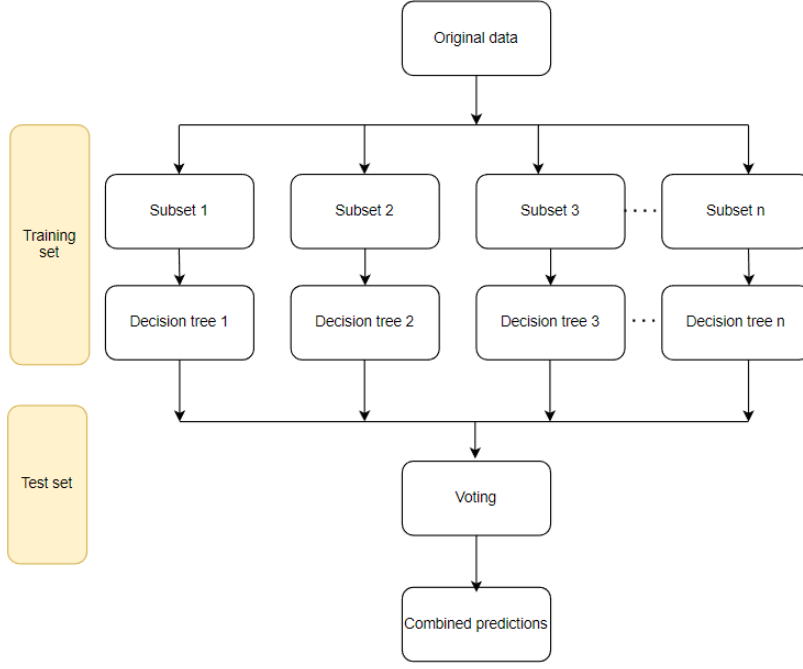 Original data
Training
set
Subset 1
Subset 2
Subset 3
....
Subset n
Decision tree 1
Decision tree 2
Decision tree 3
...
Decision tree n
Test set
Voting
Combined predictions